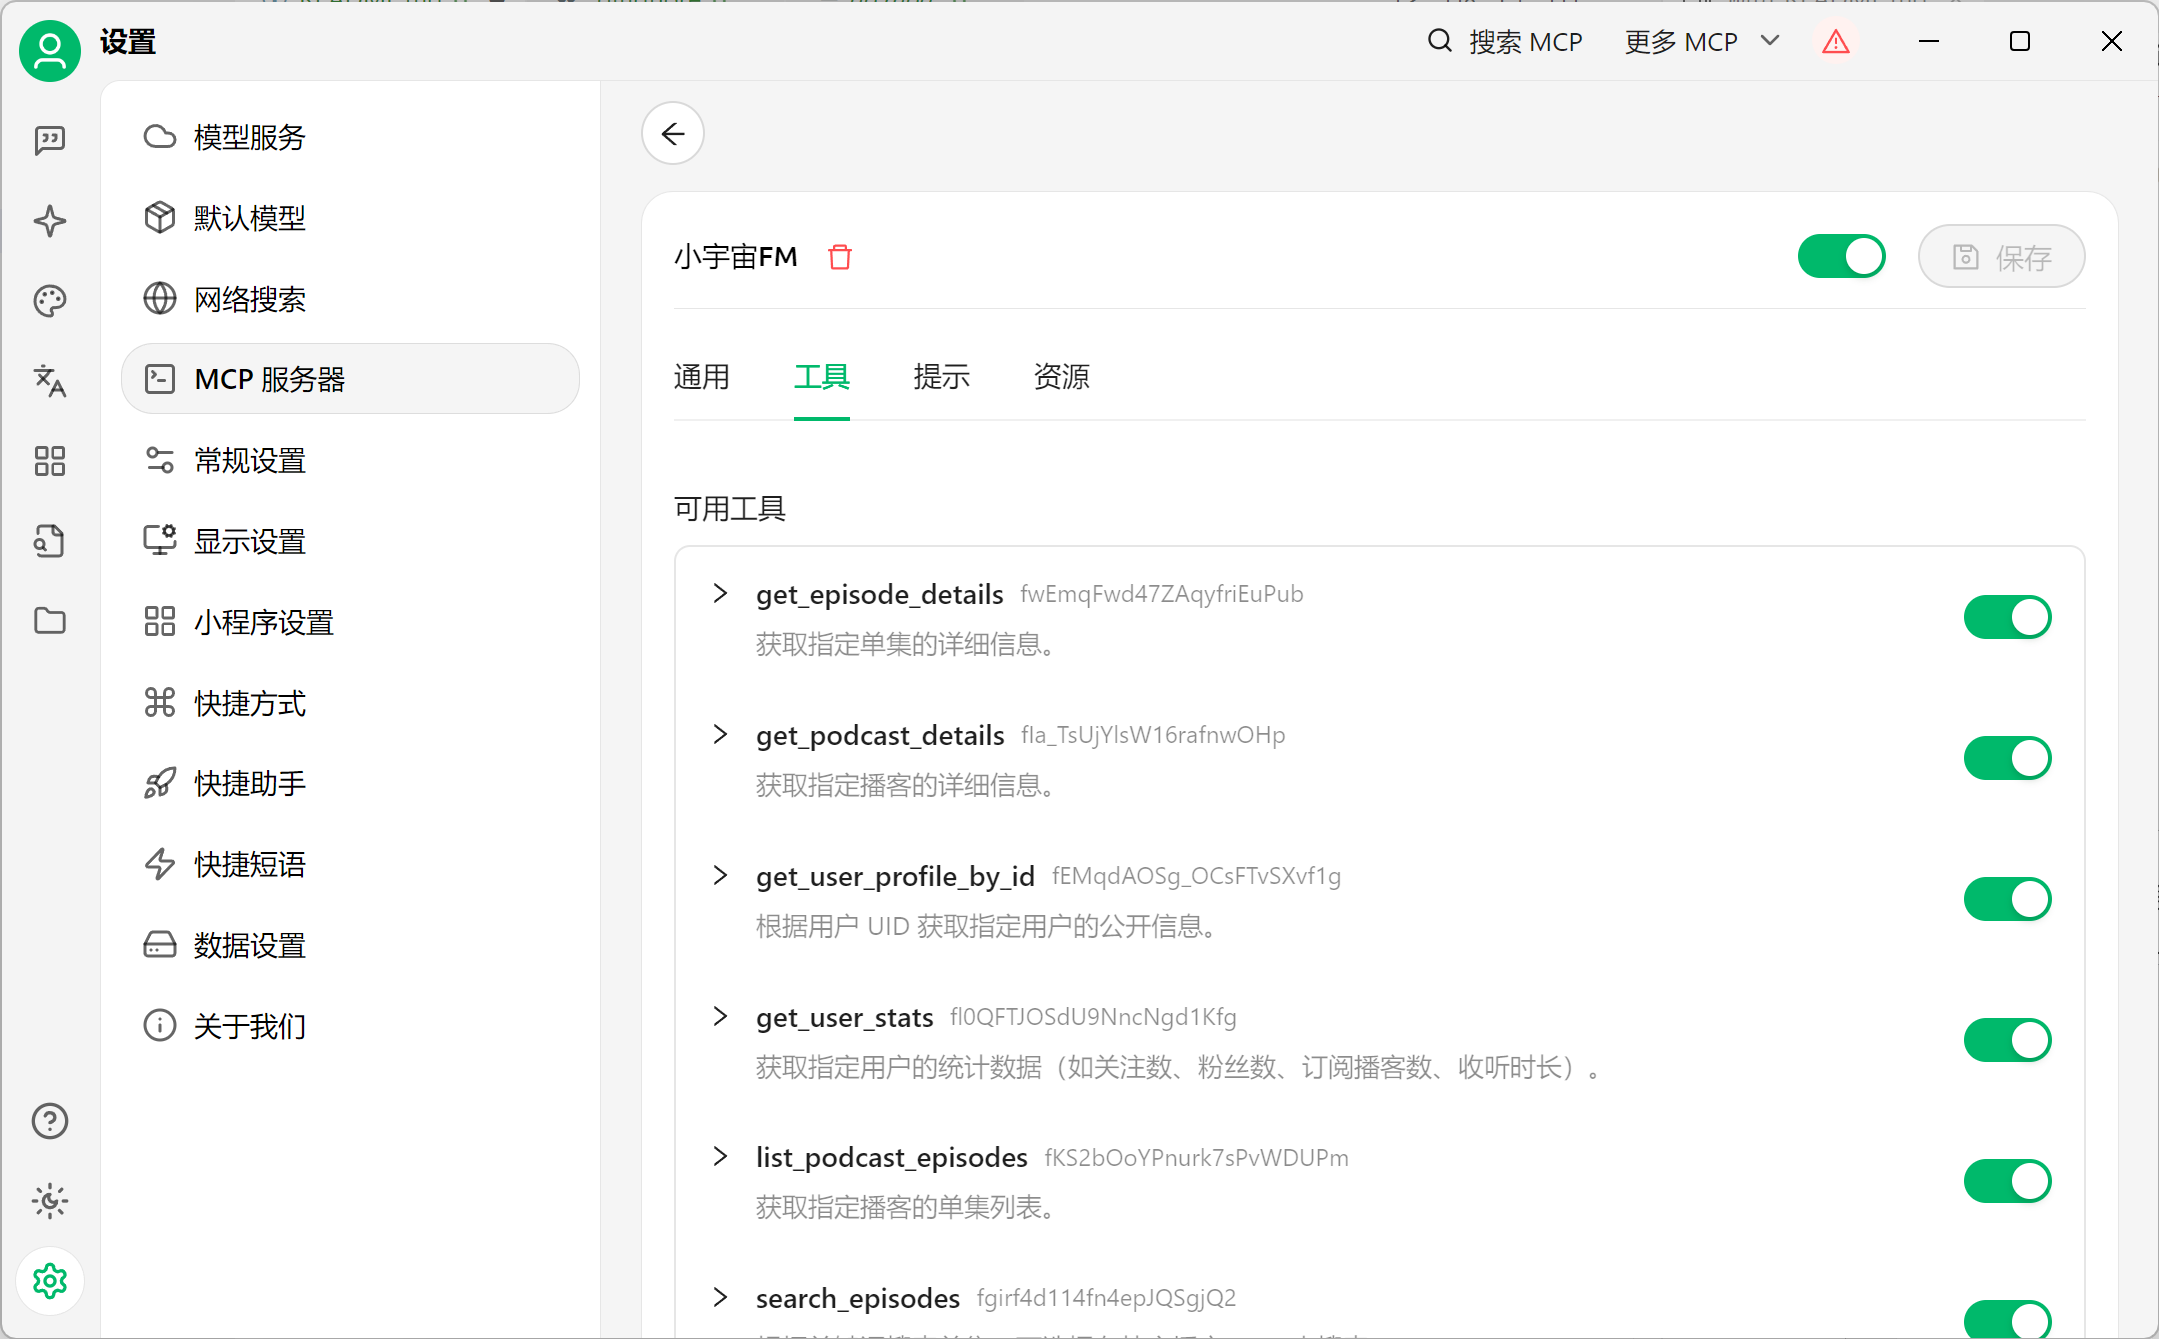 设置
搜索 MCP
更多 MCP
模型服务
默认模型
网络搜索
MCP 服务器
常规设置
显示设置
小程序设置
快捷方式
快捷助手
快捷短语
数据设置
关于我们
小宇宙FM
保存
通用
工具
提示
资源
可用工具
get_episode_details fwEmqFwd47ZAqyfriEuPub
获取指定单集的详细信息。
get_podcast_details fIa_TsUjYlsW16rafnwOHp
获取指定播客的详细信息。
get_user_profile_by_id fEMqdAOSg_OCsFTvSXvf1g
根据用户 UID 获取指定用户的公开信息。
get_user_stats fl0QFTJOSdU9NncNgd1Kfg
获取指定用户的统计数据（如关注数、粉丝数、订阅播客数、收听时长）。
list_podcast_episodes fKS2bOoYPnurk7sPvWDUPm
获取指定播客的单集列表。
search_episodes fgirf4d114fn4epJQSgjQ2